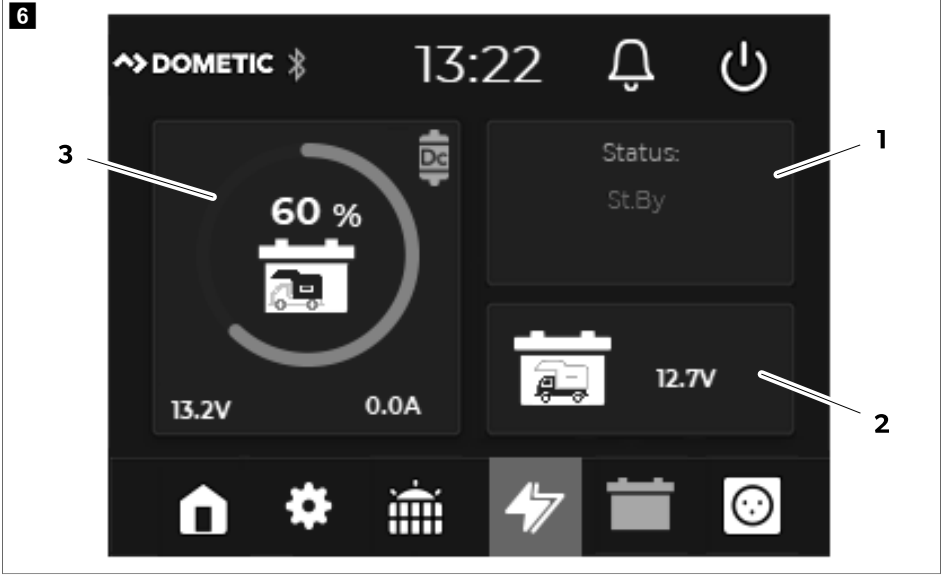 6
DOMETIC 13:22
3
1
Dc
Status:
60 %
St.By
12.7V
13.2V 0.0A
2